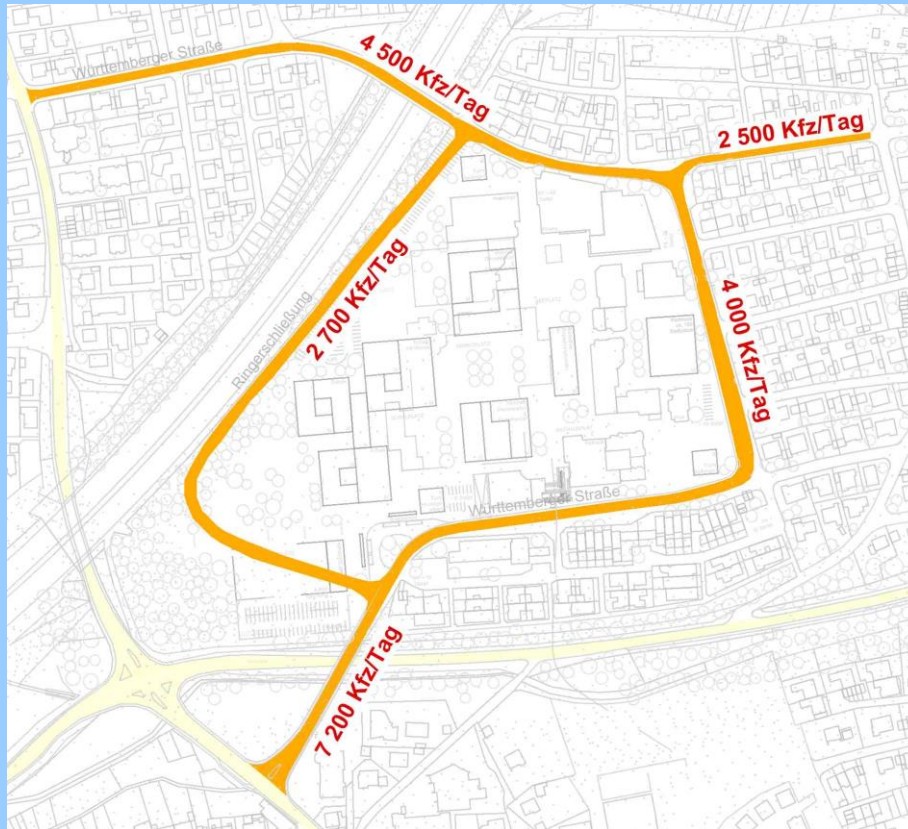 Württemberger Straße
4 500 Kfz/Tag
2 500 Kfz/Tag
2 700 Kfz/Tag
Ringerschließung
4 000 Kfz/Tag
Württemberger Straße
7 200 Kfz/Tag